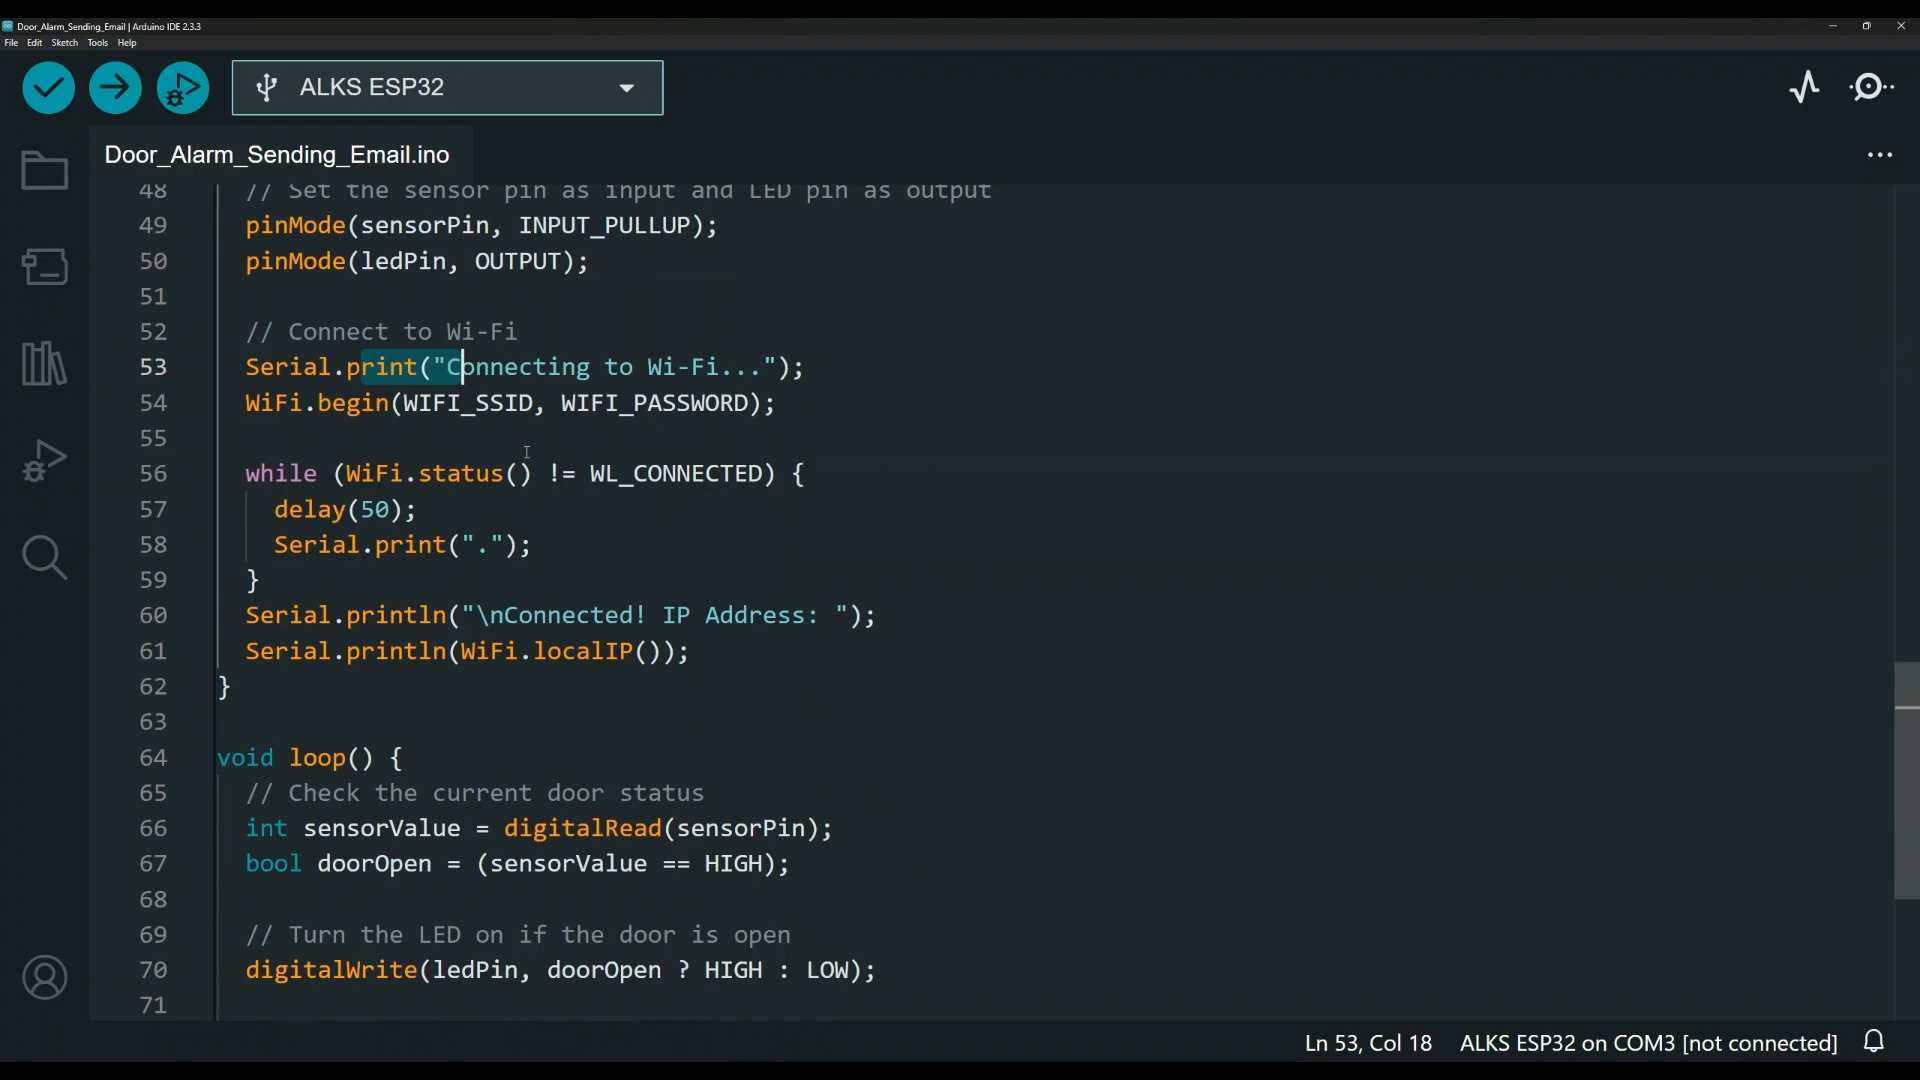 Door_Alarm_Sending_Email | Arduino IDE 2.3.3
File Edit Sketch Tools Help
ALKS ESP32
Door_Alarm_Sending_Email.ino
48 // Set the sensor pin as input and LED pin as output
49 pinMode(sensorPin, INPUT_PULLUP);
50 pinMode(ledPin, OUTPUT);
51
52 // Connect to Wi-Fi
53 Serial.print("Connecting to Wi-Fi...");
54 WiFi.begin(WIFI_SSID, WIFI_PASSWORD);
55
56 while (WiFi.status() != WL_CONNECTED) {
57 delay(50);
58 Serial.print(".");
59 }
60 Serial.println("\nConnected! IP Address: ");
61 Serial.println(WiFi.localIP());
62 }
63
64 void loop() {
65 // Check the current door status
66 int sensorValue = digitalRead(sensorPin);
67 bool doorOpen = (sensorValue == HIGH);
68
69 // Turn the LED on if the door is open
70 digitalWrite(ledPin, doorOpen ? HIGH : LOW);
71
Ln 53, Col 18 ALKS ESP32 on COM3 [not connected]